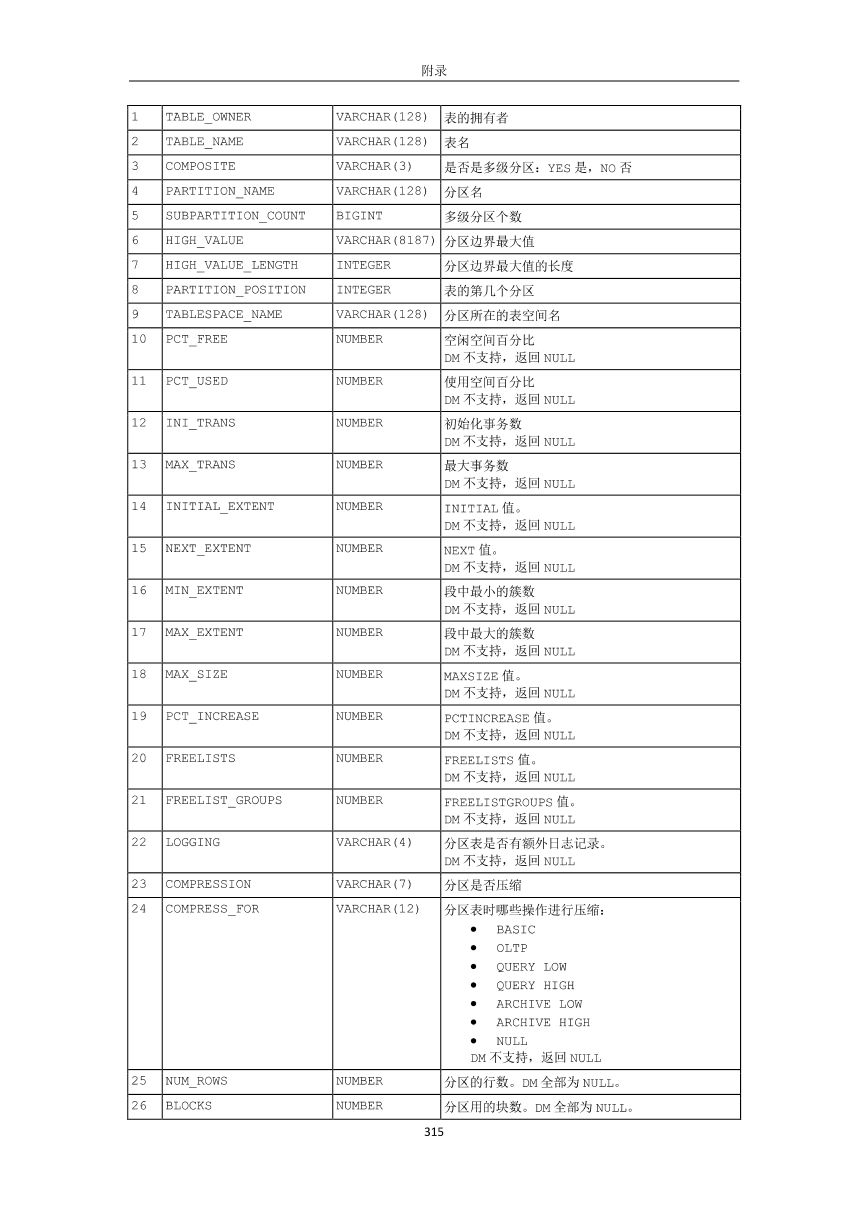 附录
1 TABLE_OWNER VARCHAR(128) 表的拥有者
2 TABLE_NAME VARCHAR(128) 表名
3 COMPOSITE VARCHAR(3) 是否是多级分区：YES 是，NO 否
4 PARTITION_NAME VARCHAR(128) 分区名
5 SUBPARTITION_COUNT BIGINT 多级分区个数
6 HIGH_VALUE VARCHAR(8187) 分区边界最大值
7 HIGH_VALUE_LENGTH INTEGER 分区边界最大值的长度
8 PARTITION_POSITION INTEGER 表的第几个分区
9 TABLESPACE_NAME VARCHAR(128) 分区所在的表空间名
10 PCT_FREE NUMBER 空闲空间百分比
DM 不支持，返回 NULL
11 PCT_USED NUMBER 使用空间百分比
DM 不支持，返回 NULL
12 INI_TRANS NUMBER 初始化事务数
DM 不支持，返回 NULL
13 MAX_TRANS NUMBER 最大事务数
DM 不支持，返回 NULL
14 INITIAL_EXTENT NUMBER INITIAL 值。
DM 不支持，返回 NULL
15 NEXT_EXTENT NUMBER NEXT 值。
DM 不支持，返回 NULL
16 MIN_EXTENT NUMBER 段中最小的簇数
DM 不支持，返回 NULL
17 MAX_EXTENT NUMBER 段中最大的簇数
DM 不支持，返回 NULL
18 MAX_SIZE NUMBER MAXSIZE 值。
DM 不支持，返回 NULL
19 PCT_INCREASE NUMBER PCTINCREASE 值。
DM 不支持，返回 NULL
20 FREELISTS NUMBER FREELISTS 值。
DM 不支持，返回 NULL
21 FREELIST_GROUPS NUMBER FREELISTGROUPS 值。
DM 不支持，返回 NULL
22 LOGGING VARCHAR(4) 分区表是否有额外日志记录。
DM 不支持，返回 NULL
23 COMPRESSION VARCHAR(7) 分区是否压缩
24 COMPRESS_FOR VARCHAR(12) 分区表时哪些操作进行压缩：
● BASIC
● OLTP
● QUERY LOW
● QUERY HIGH
● ARCHIVE LOW
● ARCHIVE HIGH
● NULL
DM 不支持，返回 NULL
25 NUM_ROWS NUMBER 分区的行数。DM 全部为 NULL。
26 BLOCKS NUMBER 分区用的块数。DM 全部为 NULL。
315